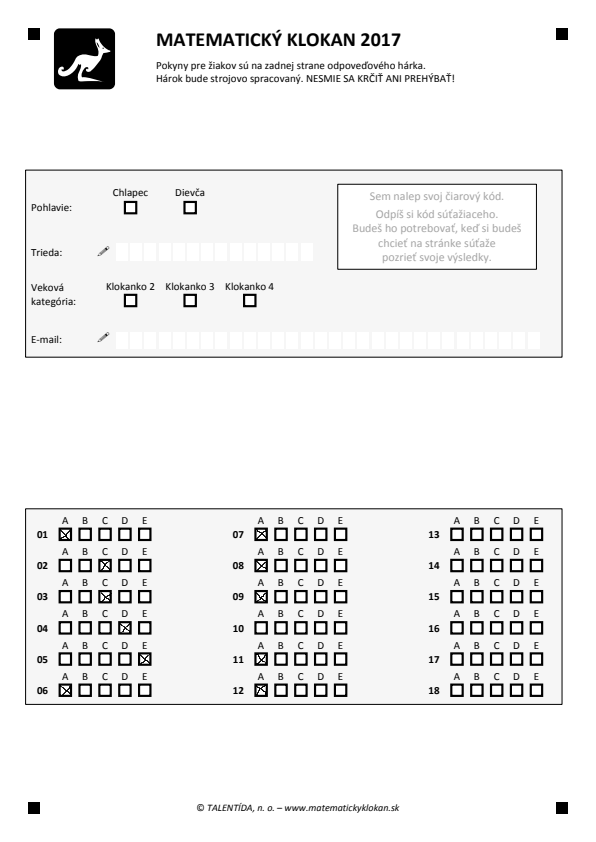 MATEMATICKÝ KLOKAN 2017
Pokyny pre žiakov sú na zadnej strane odpoveďového hárka.
Hárok bude strojovo spracovaný. NESMIE SA KRČIŤ ANI PREHÝBAŤ!
Chlapec Dievča
Pohlavie:
Sem nalep svoj čiarový kód.
Odpíš si kód súťažiaceho.
Budeš ho potrebovať, keď si budeš
chcieť na stránke súťaže
pozrieť svoje výsledky.
Trieda:
Veková kategória:
Klokanko 2 Klokanko 3 Klokanko 4
E-mail:
A B C D E A B C D E A B C D E
01 07 13
A B C D E A B C D E A B C D E
02 08 14
A B C D E A B C D E A B C D E
03 09 15
A B C D E A B C D E A B C D E
04 10 16
A B C D E A B C D E A B C D E
05 11 17
A B C D E A B C D E A B C D E
06 12 18
© TALENTÍDA, n. o. – www.matematickyklokan.sk